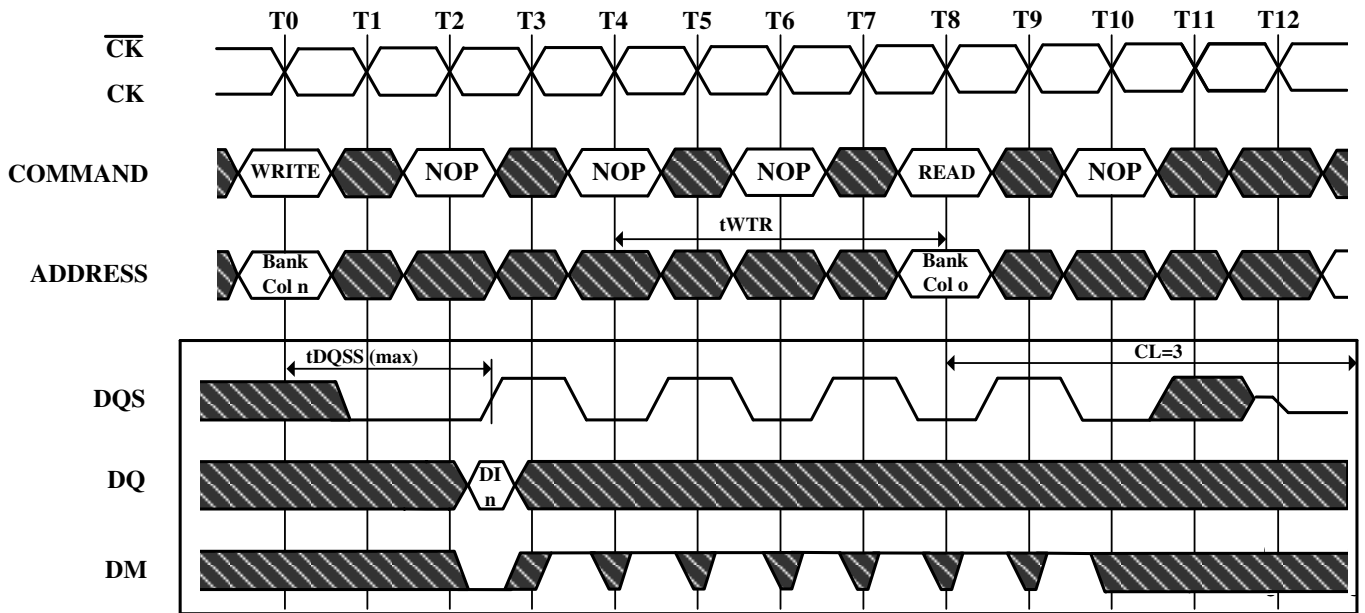 T0 T1 T2 T3 T4 T5 T6 T7 T8 T9 T10 T11 T12
CK
CK
COMMAND WRITE NOP NOP NOP READ NOP
tWTR
ADDRESS Bank Col n Bank Col o
tDQSS (max) CL=3
DQS
DQ DI n
DM